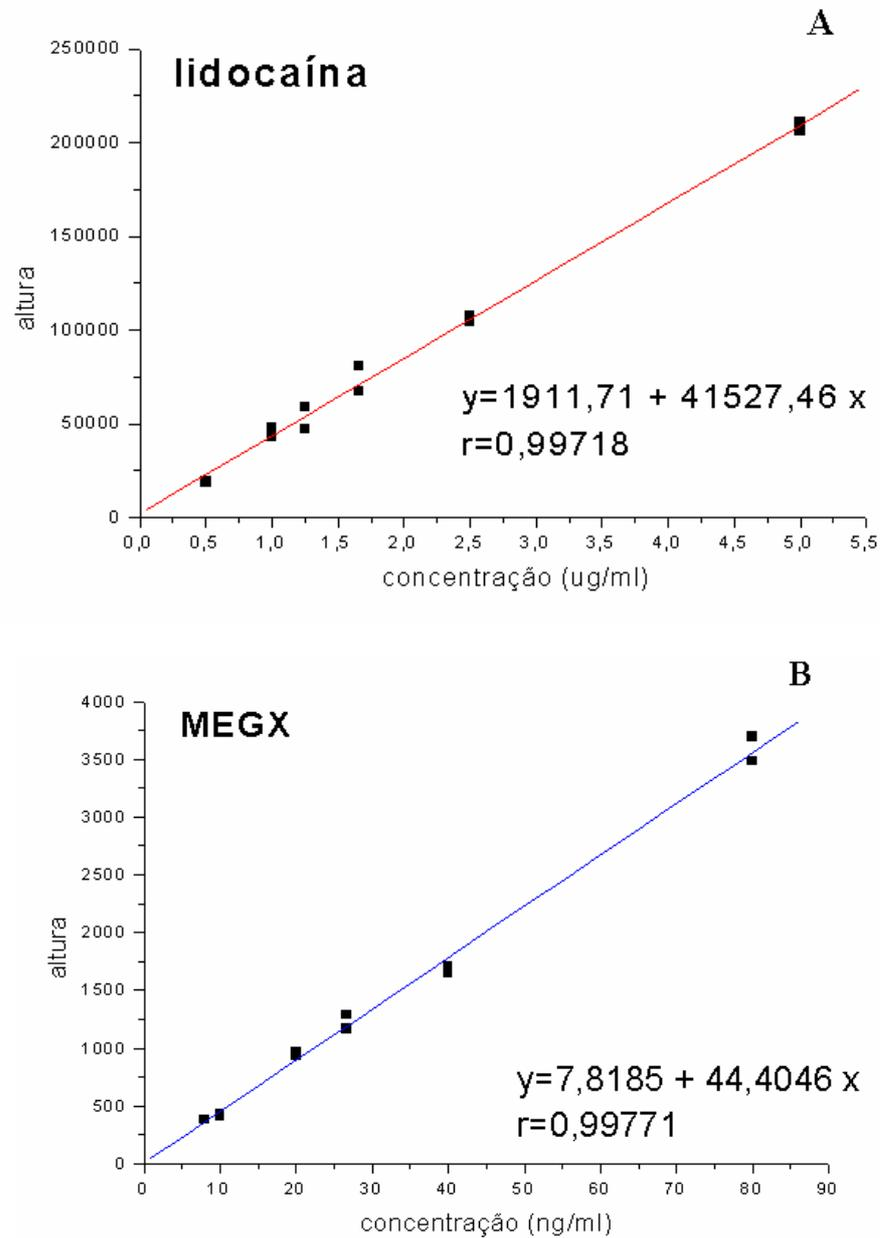 A
lidocaína
250000
200000
150000
100000
50000
0
altura
y=1911,71 + 41527,46 x
r=0,99718
0,0 0,5 1,0 1,5 2,0 2,5 3,0 3,5 4,0 4,5 5,0 5,5
concentração (ug/ml)
B
MEGX
4000
3500
3000
2500
2000
1500
1000
500
0
altura
y=7,8185 + 44,4046 x
r=0,99771
0 10 20 30 40 50 60 70 80 90
concentração (ng/ml)